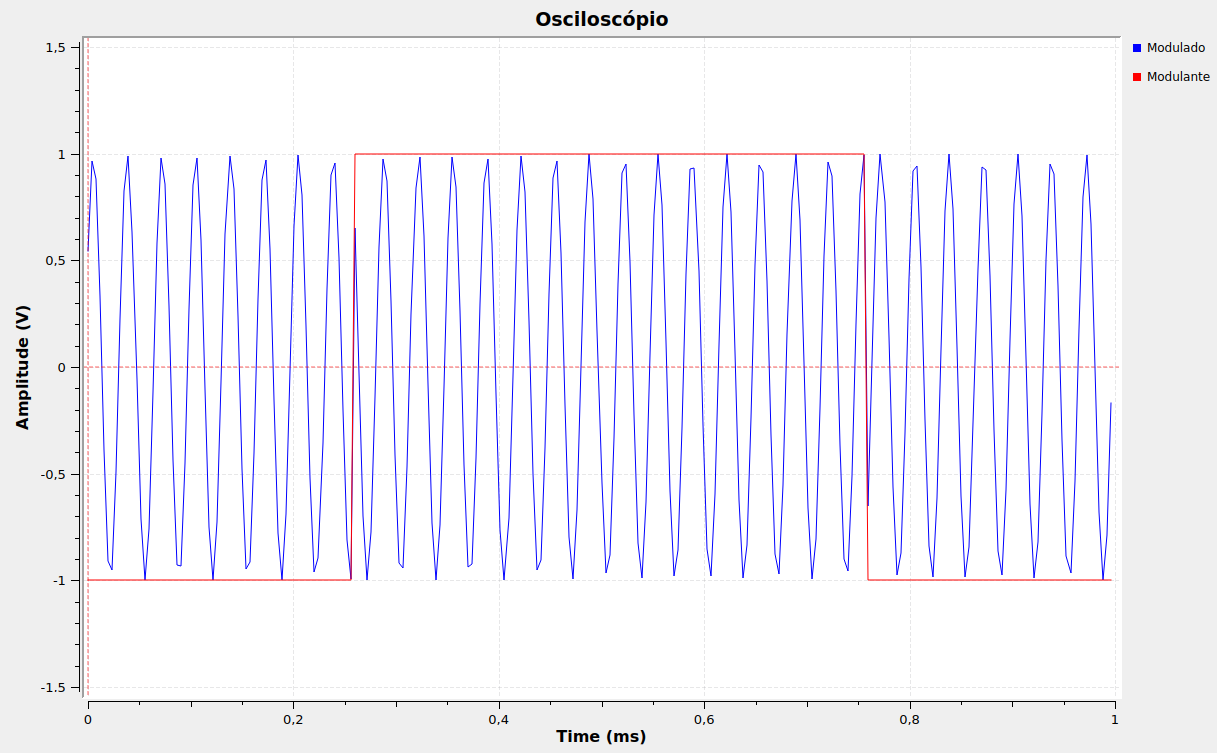 Osciloscópio
Modulado
Modulante
Amplitude (V)
1,5
1
0,5
0
-0,5
-1
-1.5
0 0,2 0,4 0,6 0,8 1
Time (ms)